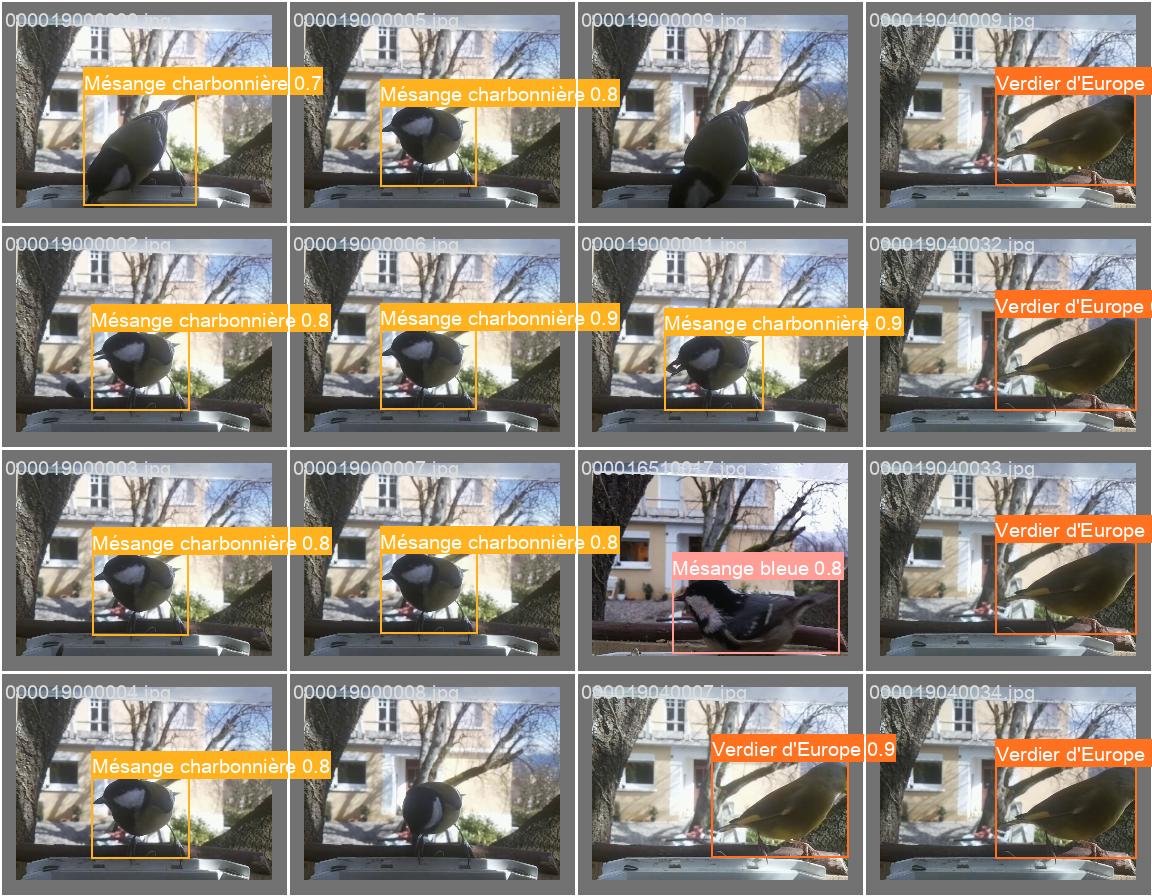 000019000005.jpg
000019000009.jpg
000019040009.jpg
Mésange charbonnière 0.7
Mésange charbonnière 0.8
Verdier d'Europe
000019000002.jpg
000019000006.jpg
000019000001.jpg
000019040032.jpg
Mésange charbonnière 0.8
Mésange charbonnière 0.9
Mésange charbonnière 0.9
Verdier d'Europe
000019000003.jpg
000019000007.jpg
000019040033.jpg
Mésange charbonnière 0.8
Mésange charbonnière 0.8
Mésange bleue 0.8
Verdier d'Europe
000019000004.jpg
000019000008.jpg
000019040007.jpg
000019040034.jpg
Mésange charbonnière 0.8
Verdier d'Europe 0.9
Verdier d'Europe